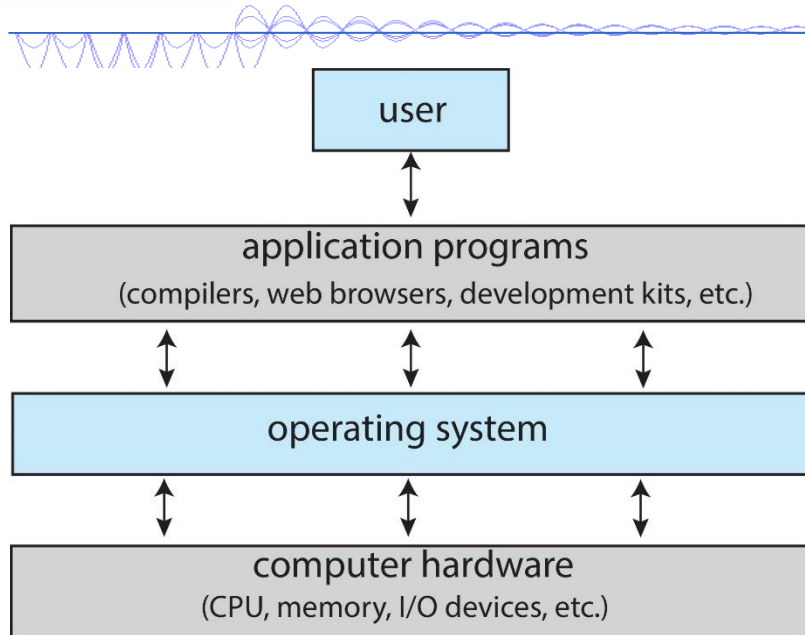 user
application programs
(compilers, web browsers, development kits, etc.)
operating system
computer hardware
(CPU, memory, I/O devices, etc.)